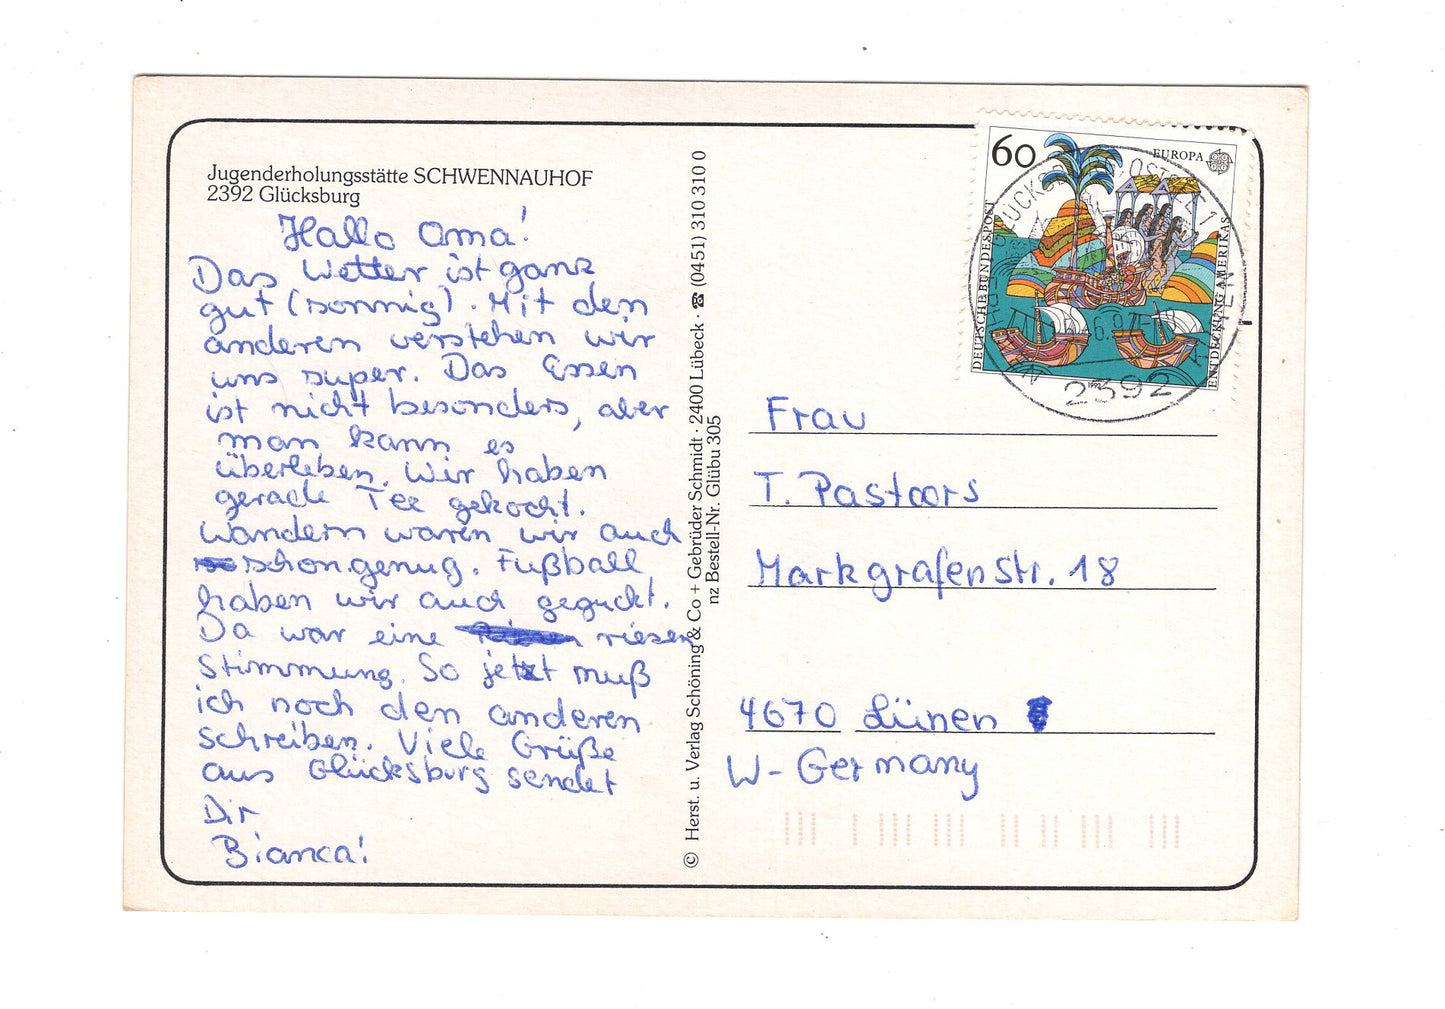 Jugenderholungsstätte SCHWENNAUHOF
2392 Glücksburg
Hallo Oma!
Das Wetter ist ganz
gut (sonnig). Mit den
anderen verstehen wir
uns super. Das Essen
ist nicht besonders, aber
man kann es
überleben. Wir haben
gerade Tee gekocht.
Wandern waren wir auch
schon genug. Fußball
haben wir auch geguckt.
Da war eine riesen
Stimmung. So jetzt muß
ich noch den anderen
schreiben. Viele Grüße
aus Glücksburg sendet
Dir
Bianca!
© Herst. u. Verlag Schöning & Co + Gebrüder Schmidt · 2400 Lübeck · ☎ (0451) 310 310 0
nz Bestell-Nr. Glübu 305
60
EUROPA
DEUTSCHE BUNDESPOST
ENTDECKUNG AMERIKAS
2392
Frau
T. Pastoors
Markgrafenstr. 18
4670 Lünen
W-Germany